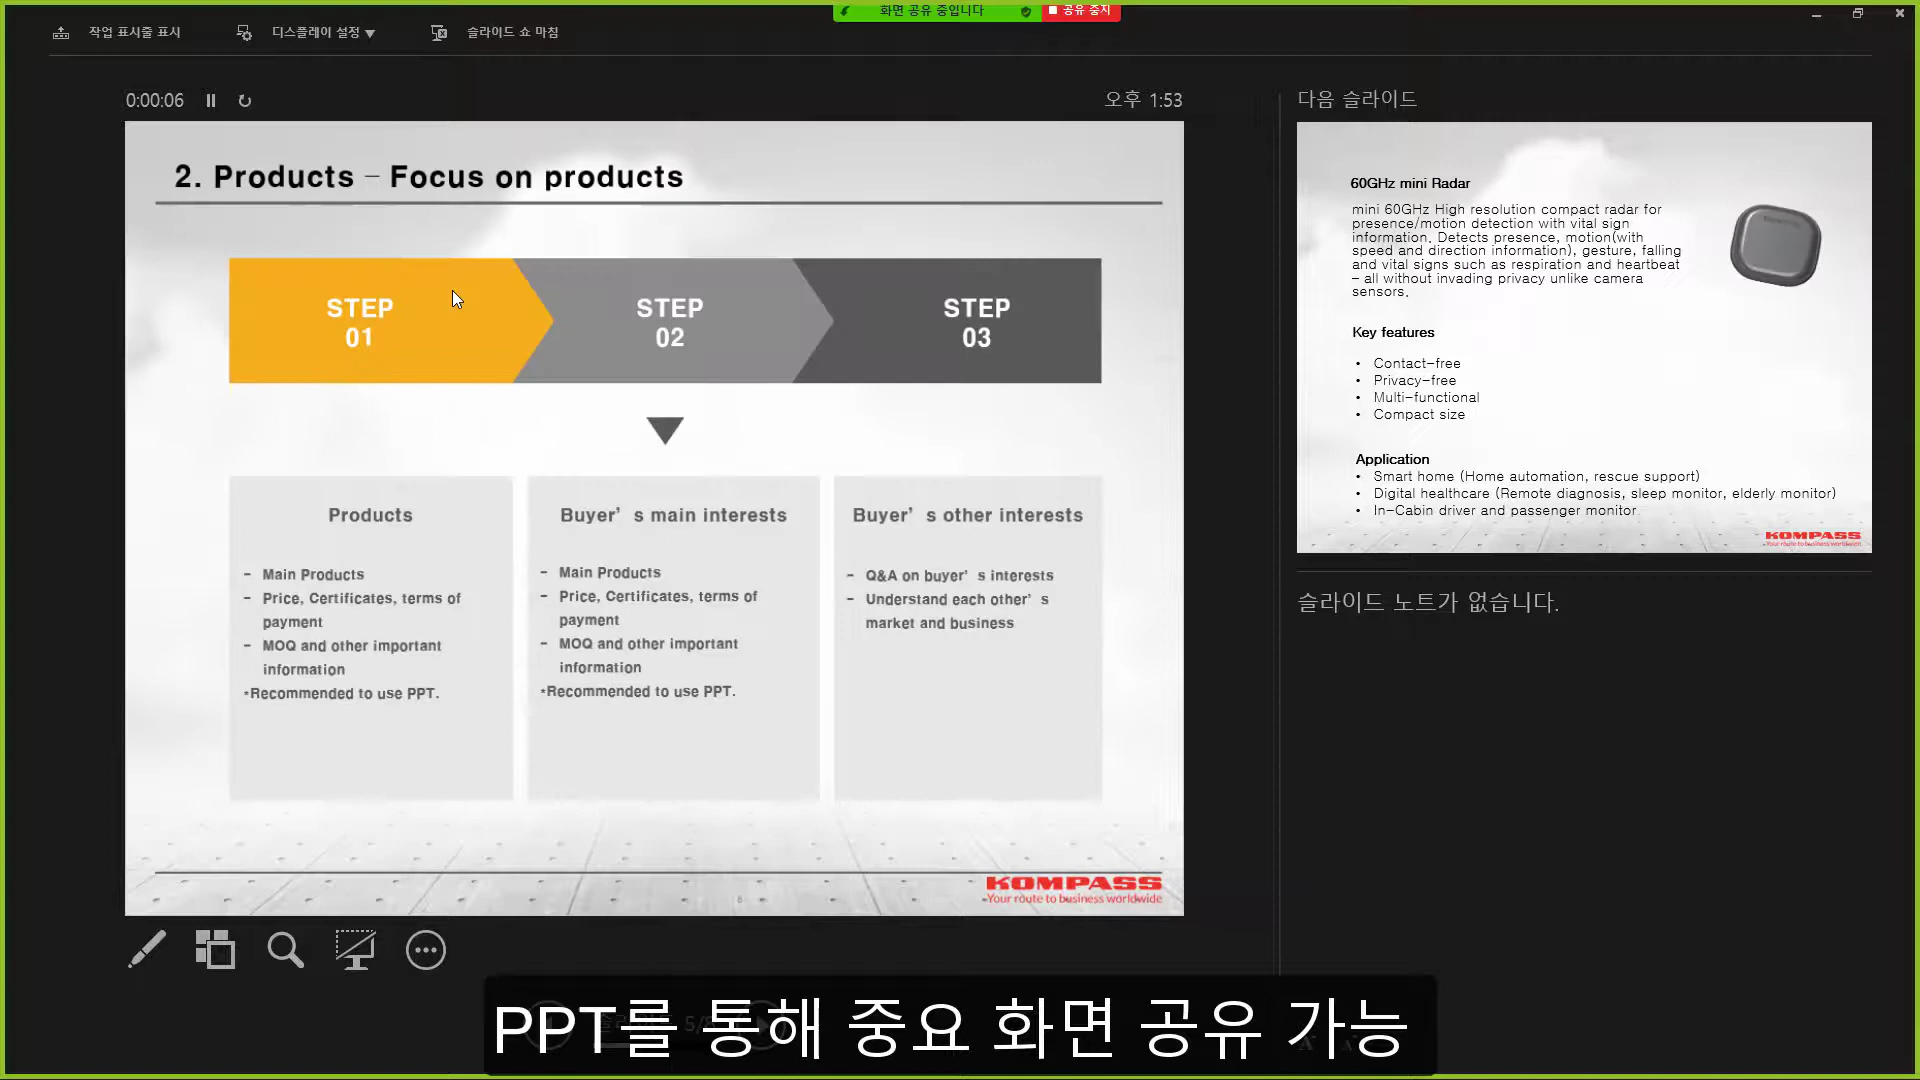 화면 공유 중입니다
공유 중지
작업 표시줄 표시
디스플레이 설정
슬라이드 쇼 마침
0:00:06
오후 1:53
다음 슬라이드
2. Products – Focus on products
STEP
01
STEP
02
STEP
03
Products
- Main Products
- Price, Certificates, terms of
payment
- MOQ and other important
information
*Recommended to use PPT.
Buyer’s main interests
- Main Products
- Price, Certificates, terms of
payment
- MOQ and other important
information
*Recommended to use PPT.
Buyer’s other interests
- Q&A on buyer’s interests
- Understand each other’s
market and business
KOMPASS
Your route to business worldwide
8
60GHz mini Radar
mini 60GHz High resolution compact radar for
presence/motion detection with vital sign
information. Detects presence, motion(with
speed and direction information), gesture, falling
and vital signs such as respiration and heartbeat
– all without invading privacy unlike camera
sensors.
Key features
• Contact-free
• Privacy-free
• Multi-functional
• Compact size
Application
• Smart home (Home automation, rescue support)
• Digital healthcare (Remote diagnosis, sleep monitor, elderly monitor)
• In-Cabin driver and passenger monitor
KOMPASS
Your route to business worldwide
슬라이드 노트가 없습니다.
PPT를 통해 중요 화면 공유 가능